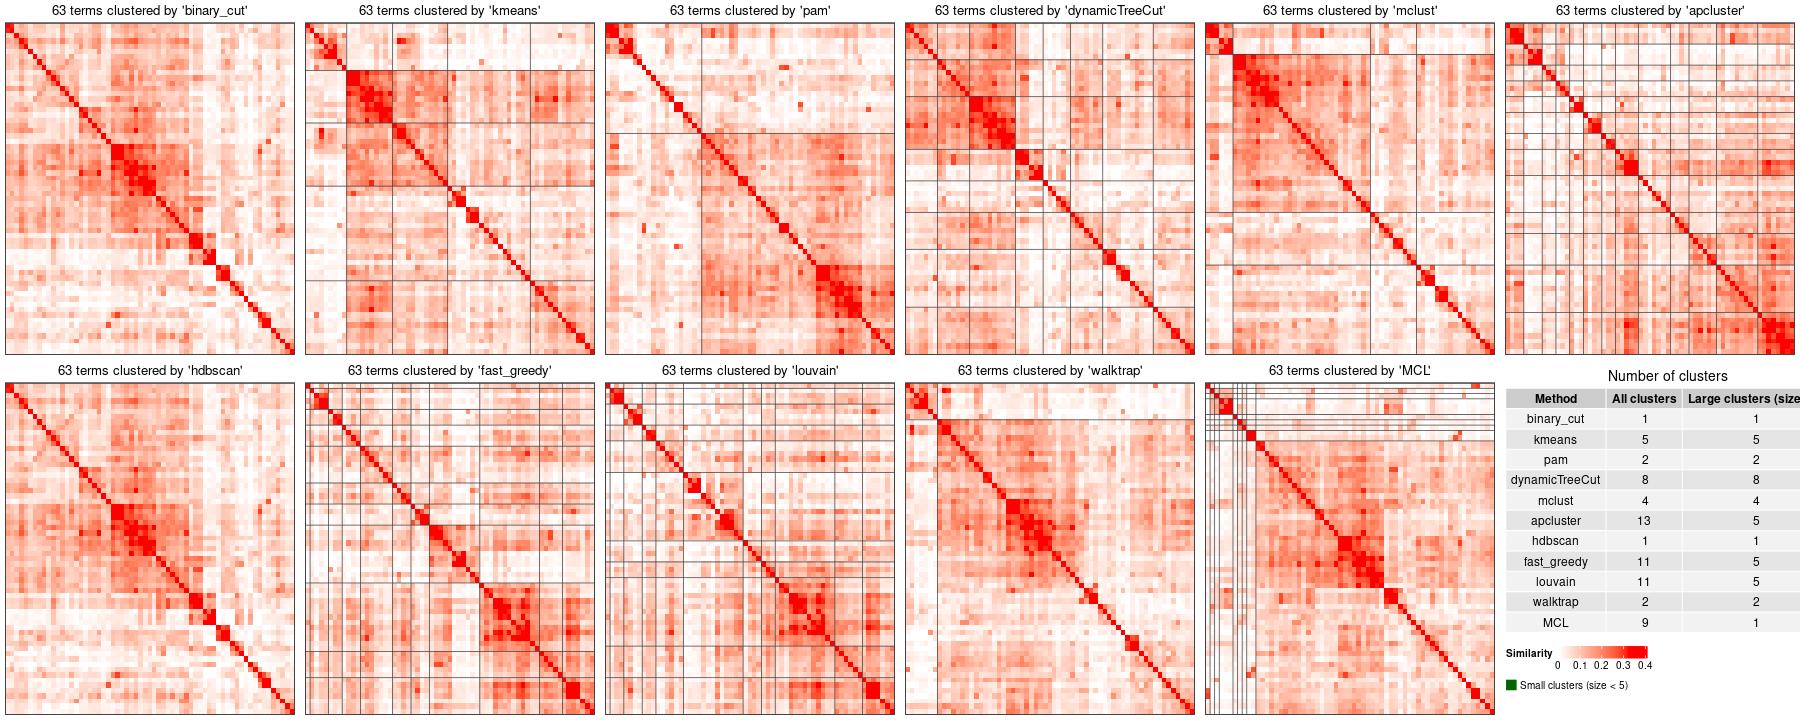 63 terms clustered by 'binary_cut'
63 terms clustered by 'kmeans'
63 terms clustered by 'pam'
63 terms clustered by 'dynamicTreeCut'
63 terms clustered by 'mclust'
63 terms clustered by 'apcluster'
63 terms clustered by 'hdbscan'
63 terms clustered by 'fast_greedy'
63 terms clustered by 'louvain'
63 terms clustered by 'walktrap'
63 terms clustered by 'MCL'
Number of clusters
Method All clusters Large clusters (size
binary_cut 1 1
kmeans 5 5
pam 2 2
dynamicTreeCut 8 8
mclust 4 4
apcluster 13 5
hdbscan 1 1
fast_greedy 11 5
louvain 11 5
walktrap 2 2
MCL 9 1
Similarity
0 0.1 0.2 0.3 0.4
Small clusters (size < 5)